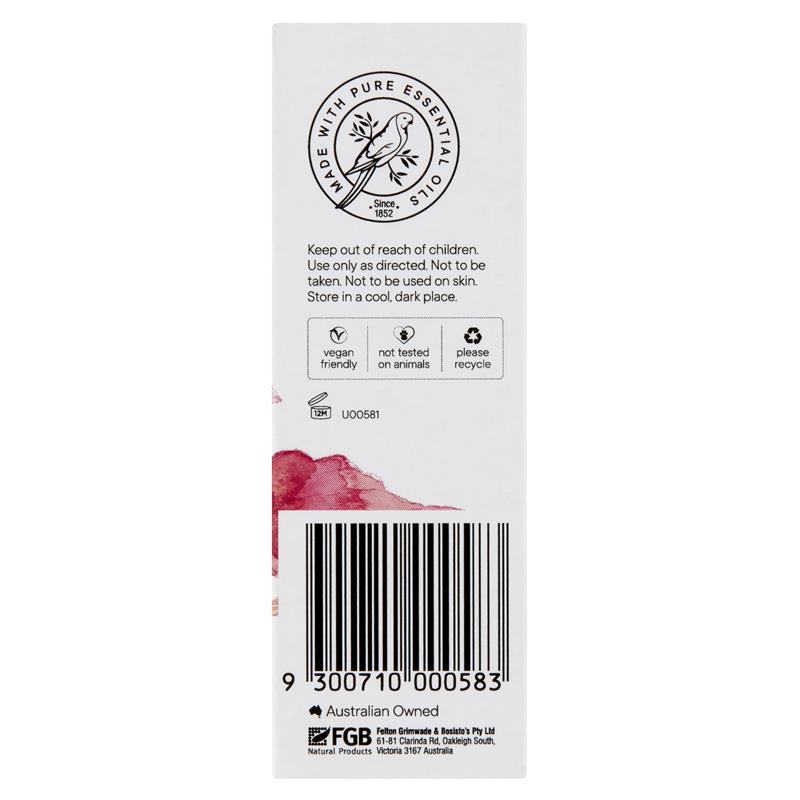 MADE WITH PURE ESSENTIAL OILS
Since
1852
Keep out of reach of children.
Use only as directed. Not to be
taken. Not to be used on skin.
Store in a cool, dark place.
vegan
friendly
not tested
on animals
please
recycle
12M
U00581
9 300710 000583
Australian Owned
FGB
Natural Products
Felton Grimwade & Bosisto's Pty Ltd
61-81 Clarinda Rd, Oakleigh South,
Victoria 3167 Australia